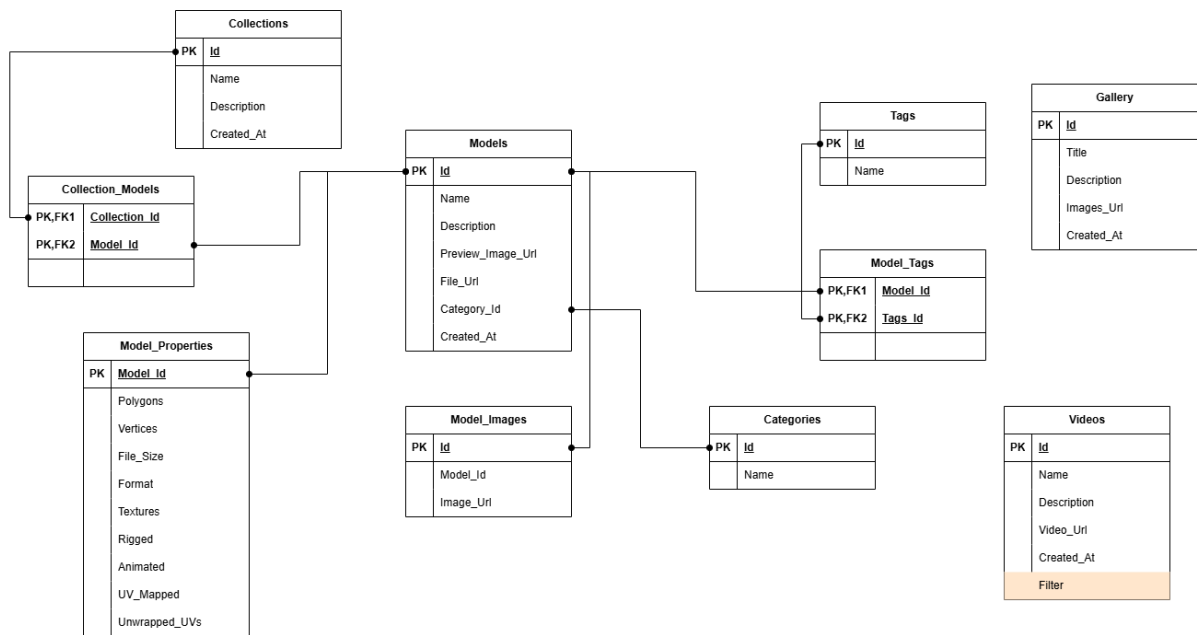 Collections
PK Id
Name
Description
Created_At
Collection_Models
PK,FK1 Collection_Id
PK,FK2 Model_Id
Model_Properties
PK Model_Id
Polygons
Vertices
File_Size
Format
Textures
Rigged
Animated
UV_Mapped
Unwrapped_UVs
Models
PK Id
Name
Description
Preview_Image_Url
File_Url
Category_Id
Created_At
Model_Images
PK Id
Model_Id
Image_Url
Tags
PK Id
Name
Model_Tags
PK,FK1 Model_Id
PK,FK2 Tags_Id
Categories
PK Id
Name
Gallery
PK Id
Title
Description
Images_Url
Created_At
Videos
PK Id
Name
Description
Video_Url
Created_At
Filter